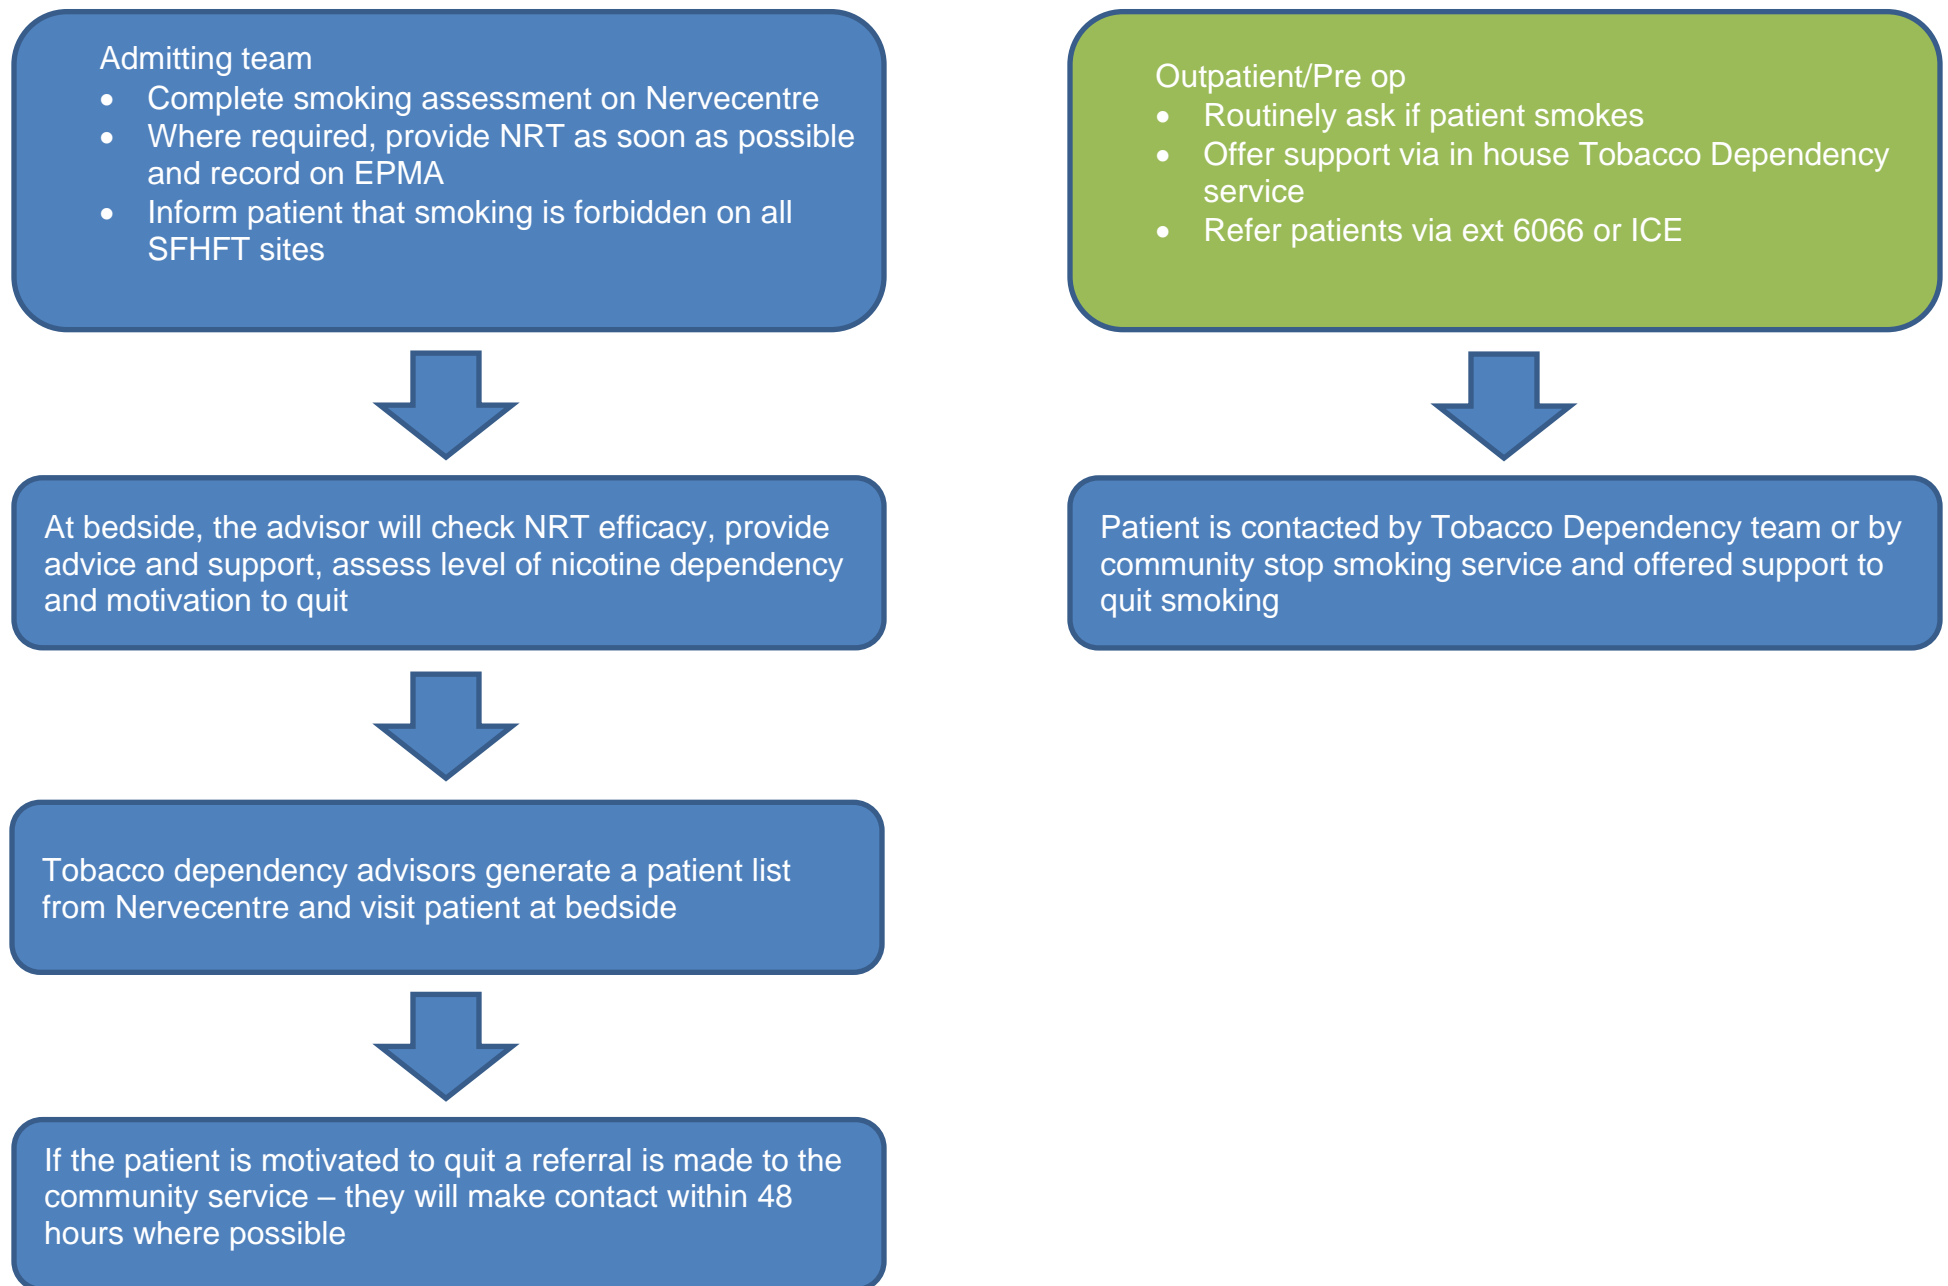 Admitting team
• Complete smoking assessment on Nervecentre
• Where required, provide NRT as soon as possible
and record on EPMA
• Inform patient that smoking is forbidden on all
SFHFT sites
At bedside, the advisor will check NRT efficacy, provide
advice and support, assess level of nicotine dependency
and motivation to quit
Tobacco dependency advisors generate a patient list
from Nervecentre and visit patient at bedside
If the patient is motivated to quit a referral is made to the
community service – they will make contact within 48
hours where possible
Outpatient/Pre op
• Routinely ask if patient smokes
• Offer support via in house Tobacco Dependency
service
• Refer patients via ext 6066 or ICE
Patient is contacted by Tobacco Dependency team or by
community stop smoking service and offered support to
quit smoking